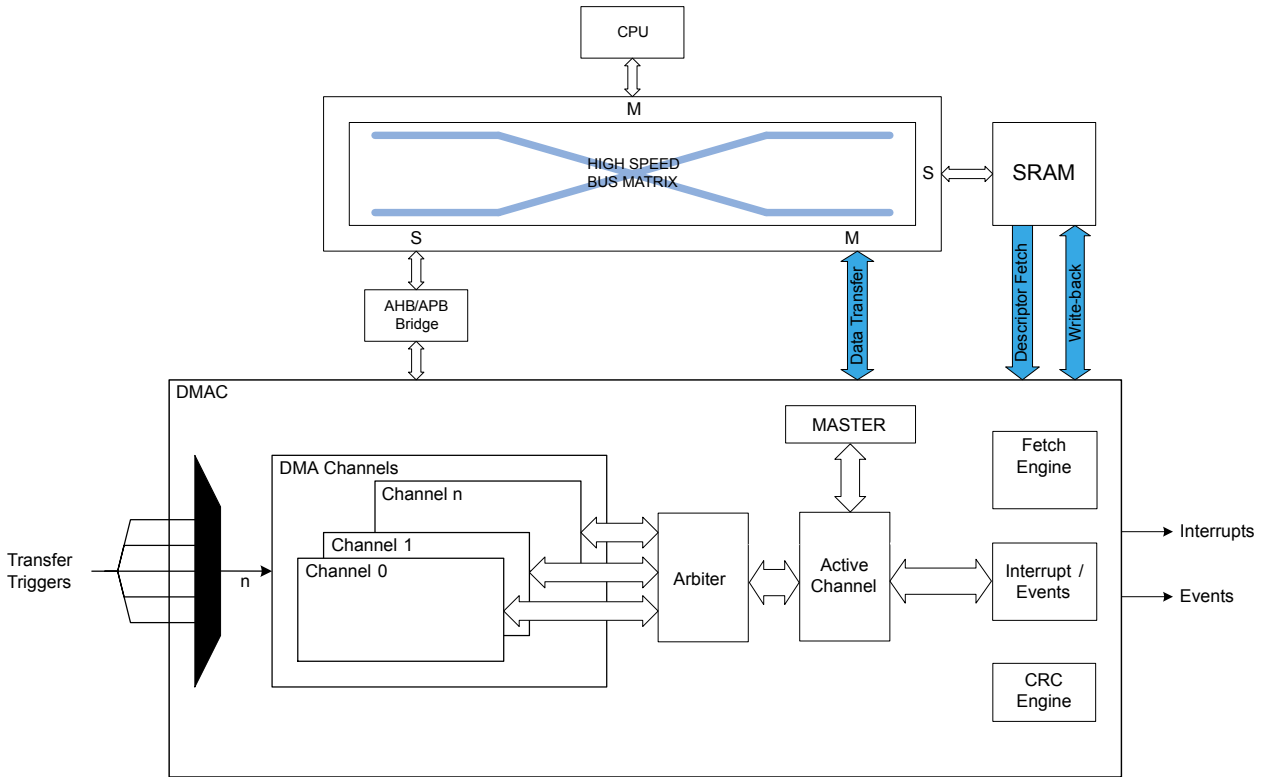 CPU
M
HIGH SPEED
BUS MATRIX
S
SRAM
S
M
AHB/APB
Bridge
Data Transfer
Descriptor Fetch
Write-back
DMAC
MASTER
Fetch
Engine
DMA Channels
Channel n
Channel 1
Channel 0
Transfer
Triggers
n
Arbiter
Active
Channel
Interrupt /
Events
Interrupts
Events
CRC
Engine